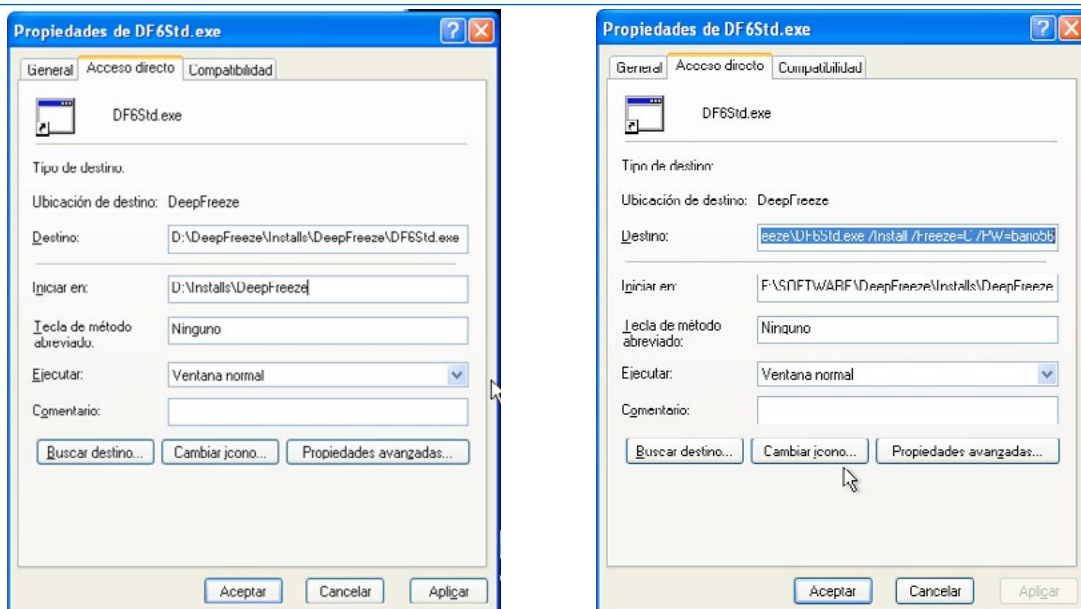 Propiedades de DF6Std.exe
General Acceso directo Compatibilidad
DF6Std.exe
Tipo de destino:
Ubicación de destino: DeepFreeze
Destino: D:\DeepFreeze\Installs\DeepFreeze\DF6Std.exe
Iniciar en: D:\Installs\DeepFreeze
Tecla de método abreviado: Ninguno
Ejecutar: Ventana normal
Comentario:
Buscar destino... Cambiar icono... Propiedades avanzadas...
Aceptar Cancelar Aplicar
Propiedades de DF6Std.exe
General Acceso directo Compatibilidad
DF6Std.exe
Tipo de destino:
Ubicación de destino: DeepFreeze
Destino: eeze\DF6Std.exe /Install /Freeze=C
Iniciar en: \SOFTWARE\DeepFreeze\Installs\DeepFreeze
Tecla de método abreviado: Ninguno
Ejecutar: Ventana normal
Comentario:
Buscar destino... Cambiar icono... Propiedades avanzadas...
Aceptar Cancelar Aplicar